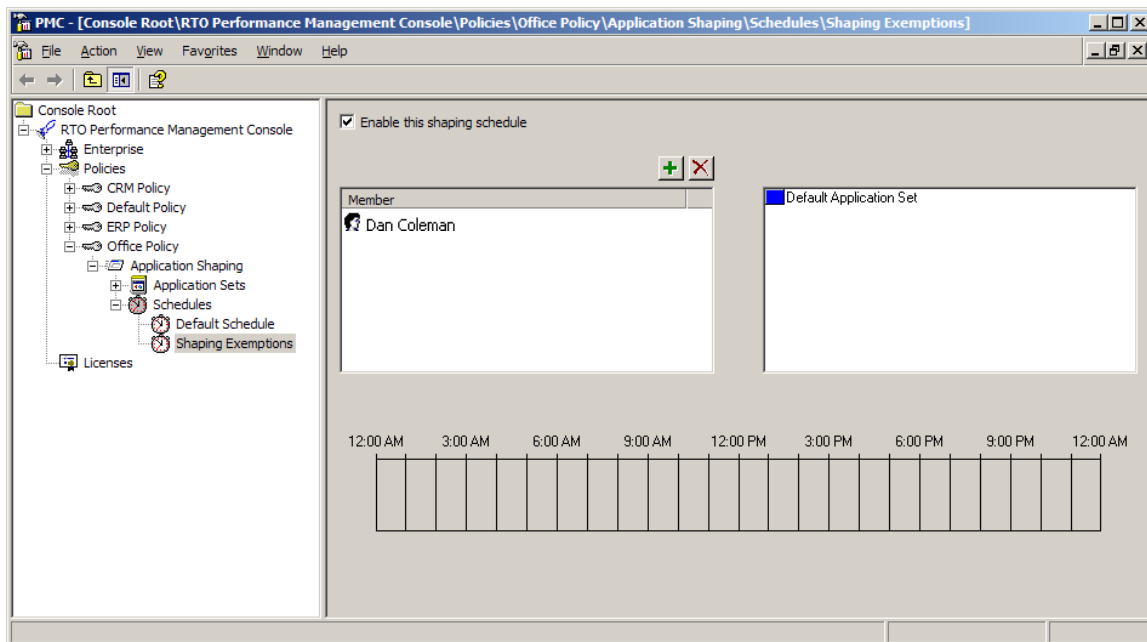 PMC - [Console Root\RTO Performance Management Console\Policies\Office Policy\Application Shaping\Schedules\Shaping Exemptions]
File Action View Favorites Window Help
Console Root
RTO Performance Management Console
Enterprise
Policies
CRM Policy
Default Policy
ERP Policy
Office Policy
Application Shaping
Application Sets
Schedules
Default Schedule
Shaping Exemptions
Licenses
Enable this shaping schedule
Member
Dan Coleman
Default Application Set
12:00 AM 3:00 AM 6:00 AM 9:00 AM 12:00 PM 3:00 PM 6:00 PM 9:00 PM 12:00 AM